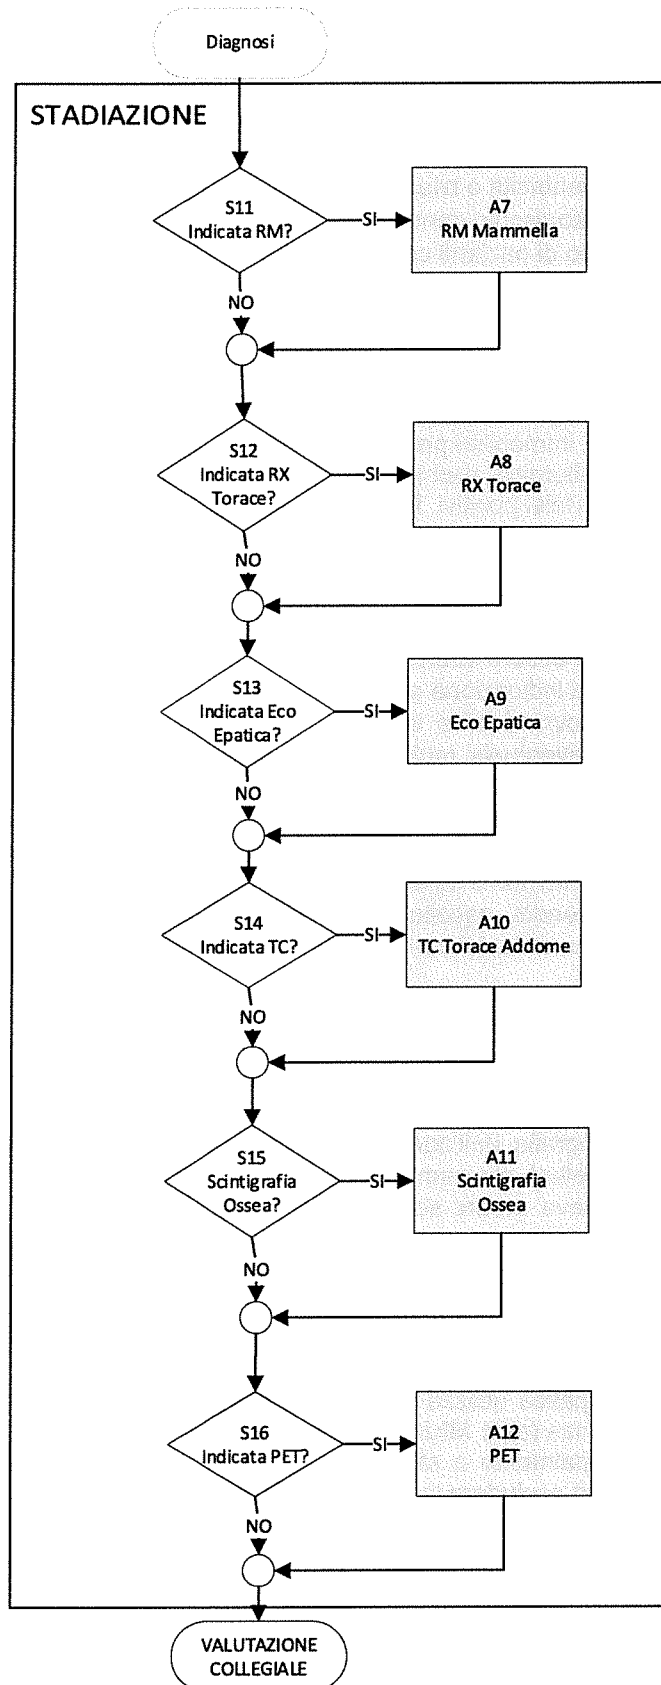 Diagnosi
STADIAZIONE
S11
Indicata RM?
SI
A7
RM Mammella
NO
S12
Indicata RX
Torace?
SI
A8
RX Torace
NO
S13
Indicata Eco
Epatica?
SI
A9
Eco Epatica
NO
S14
Indicata TC?
SI
A10
TC Torace Addome
NO
S15
Scintigrafia
Ossea?
SI
A11
Scintigrafia
Ossea
NO
S16
Indicata PET?
SI
A12
PET
NO
VALUTAZIONE
COLLEGIALE